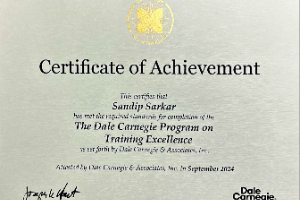 Certificate of Achievement
This certifies that
Sandip Sarkar
has met the required standards for completion of the
The Dale Carnegie Program on
Training Excellence
as set forth by Dale Carnegie & Associates, Inc.
Awarded by Dale Carnegie & Associates, Inc. In September 2024
Dale
Carnegie